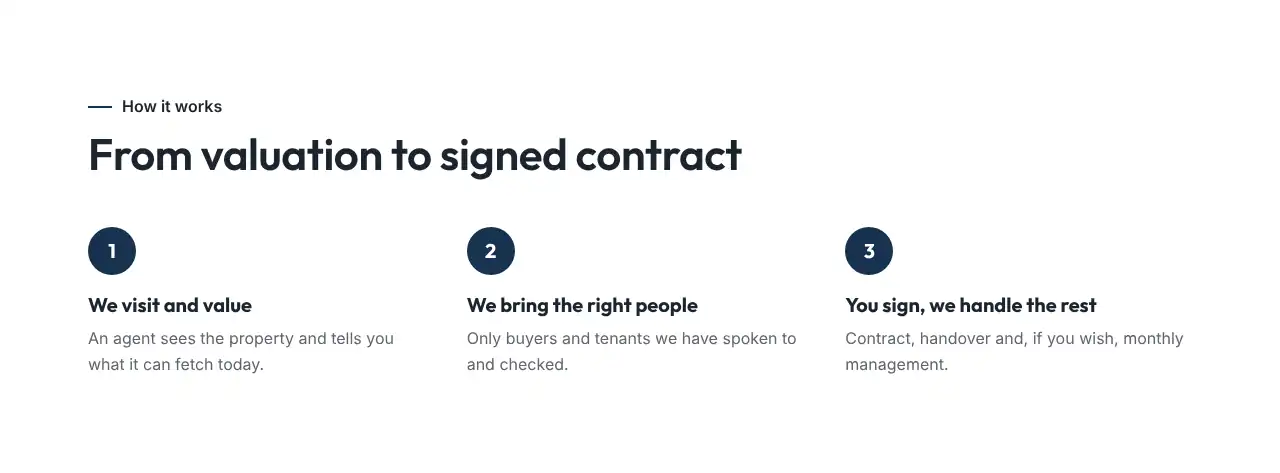 How it works
From valuation to signed contract
1
We visit and value
An agent sees the property and tells you
what it can fetch today.
2
We bring the right people
Only buyers and tenants we have spoken to
and checked.
3
You sign, we handle the rest
Contract, handover and, if you wish, monthly
management.